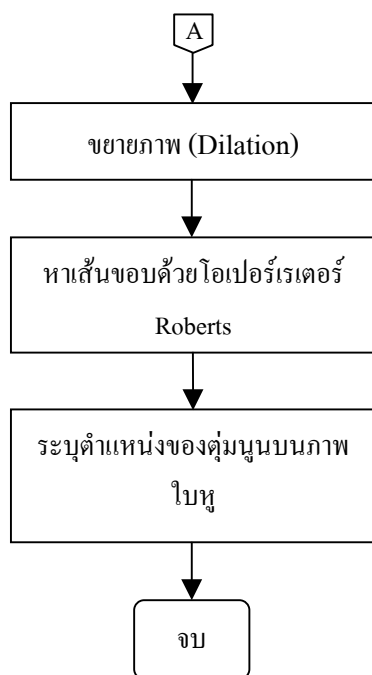 A
ขยายภาพ (Dilation)
หาเส้นขอบด้วยโอเปอร์เรเตอร์
Roberts
ระบุตำแหน่งของตุ่มนูนบนภาพ
ใบหู
จบ